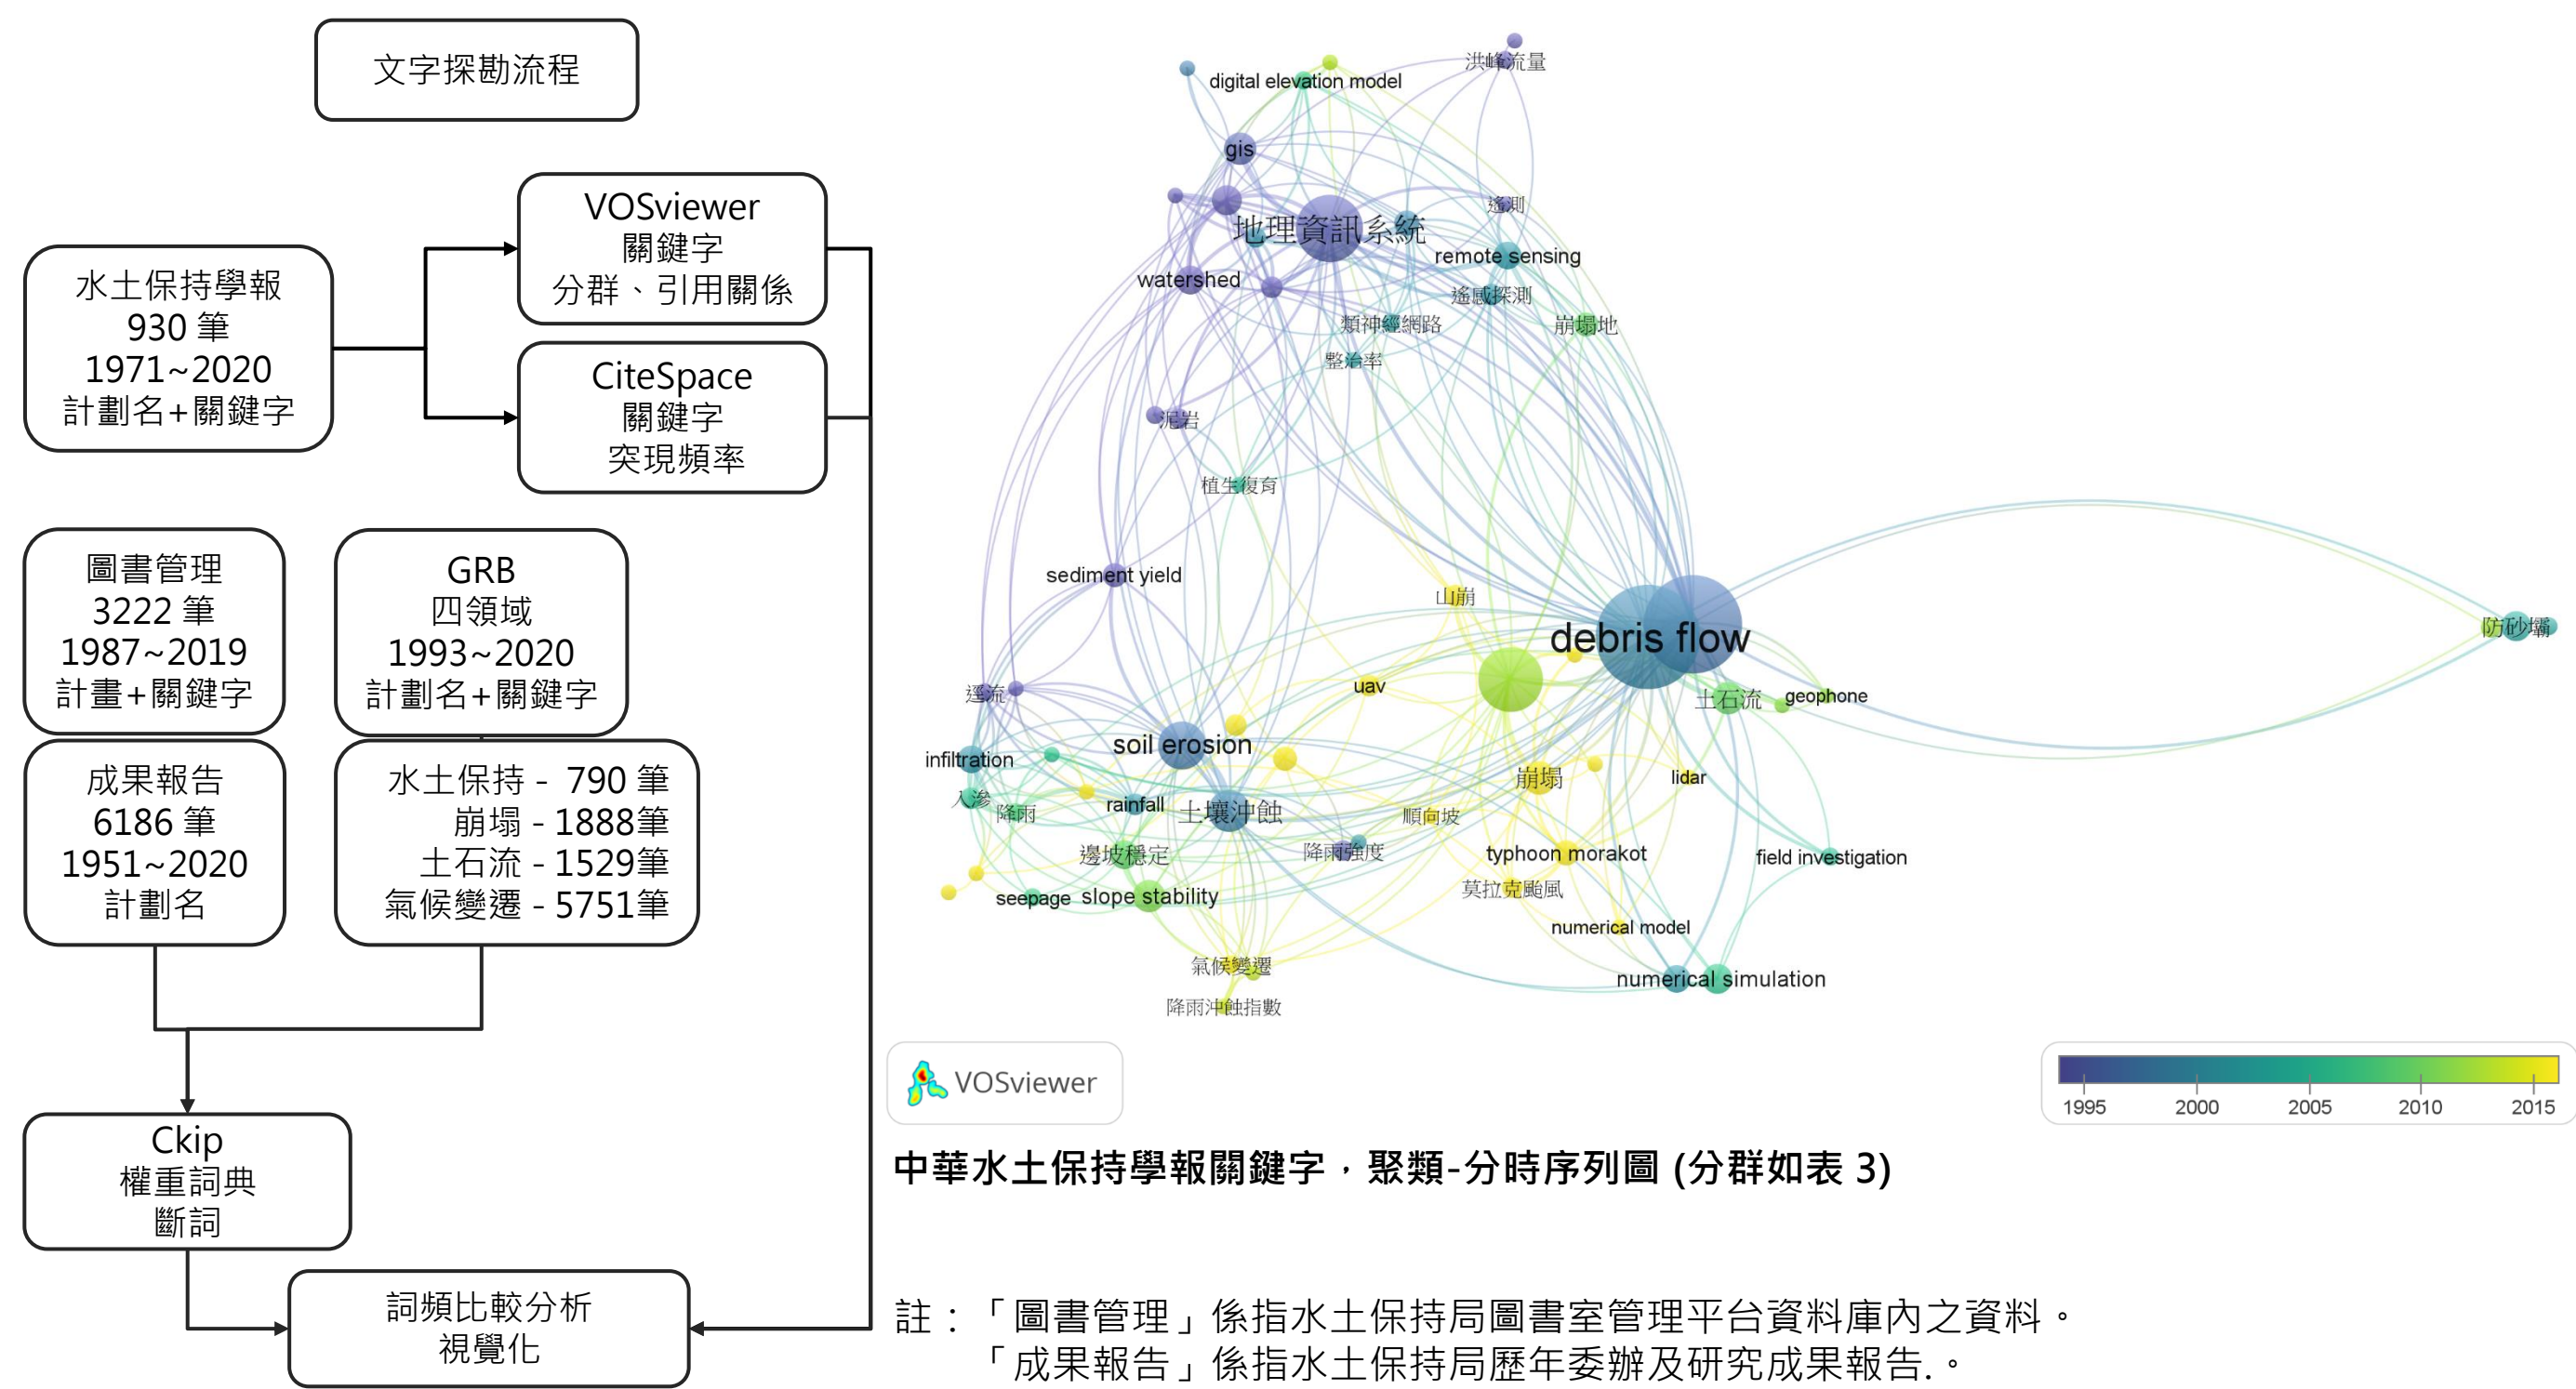 文字探勘流程
VOSviewer
關鍵字
分群、引用關係
水土保持學報
930 筆
1971~2020
計劃名+關鍵字
CiteSpace
關鍵字
突現頻率
圖書管理
3222 筆
1987~2019
計畫+關鍵字
GRB
四領域
1993~2020
計劃名+關鍵字
成果報告
6186 筆
1951~2020
計劃名
水土保持 - 790 筆
崩塌 - 1888筆
土石流 - 1529筆
氣候變遷 - 5751筆
Ckip
權重詞典
斷詞
詞頻比較分析
視覺化
洪峰流量
digital elevation model
gis
遙測
地理資訊系統
remote sensing
watershed
遙感探測
類神經網路
崩塌地
整治率
泥岩
植生復育
sediment yield
山崩
debris flow
防砂壩
uav
逕流
土石流
geophone
soil erosion
infiltration
崩塌
lidar
入滲
降雨
rainfall
土壤沖蝕
順向坡
邊坡穩定
降雨強度
typhoon morakot
field investigation
莫拉克颱風
seepage
slope stability
numerical model
氣候變遷
numerical simulation
降雨沖蝕指數
VOSviewer
1995
2000
2005
2010
2015
中華水土保持學報關鍵字，聚類-分時序列圖 (分群如表 3)
註：「圖書管理」係指水土保持局圖書室管理平台資料庫內之資料。
「成果報告」係指水土保持局歷年委辦及研究成果報告.。